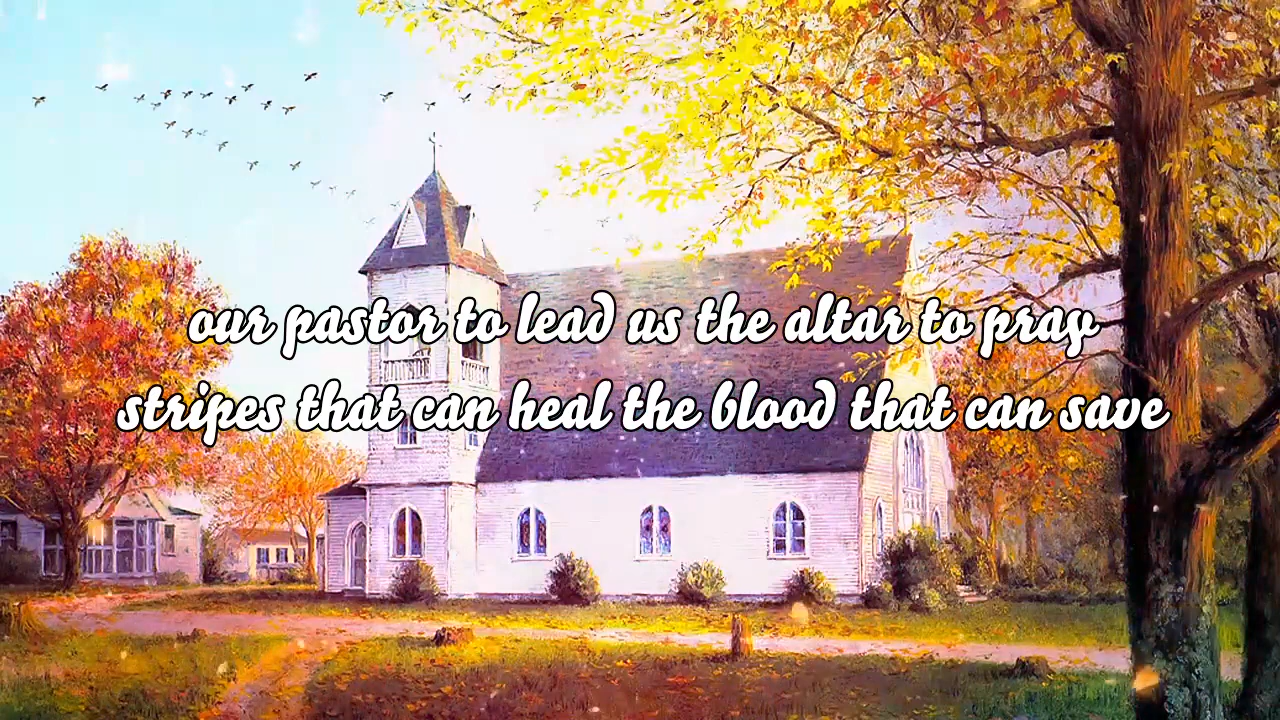 our pastor to lead us the altar to pray
stripes that can heal the blood that can save